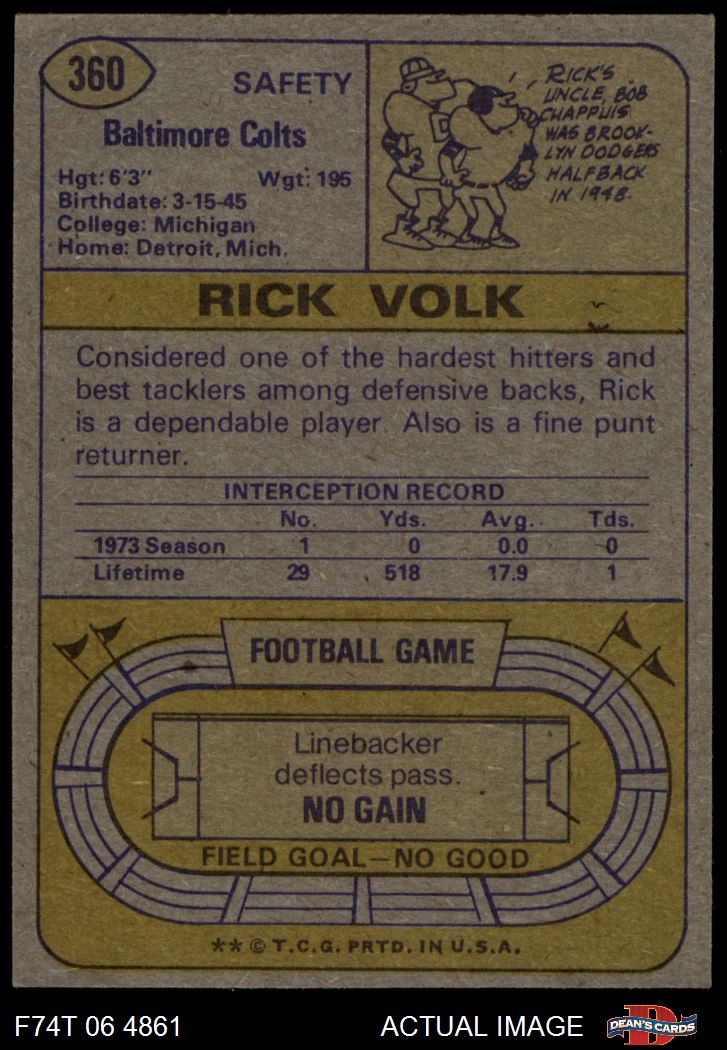 360
SAFETY
Baltimore Colts
Hgt: 6'3" Wgt: 195
Birthdate: 3-15-45
College: Michigan
Home: Detroit, Mich.
RICK'S
UNCLE, BOB
CHAPPUIS
WAS BROOK-
LYN DODGERS
HALFBACK
IN 1948.
RICK VOLK
Considered one of the hardest hitters and
best tacklers among defensive backs, Rick
is a dependable player. Also is a fine punt
returner.
INTERCEPTION RECORD
No. Yds. Avg. Tds.
1973 Season 1 0 0.0 0
Lifetime 29 518 17.9 1
FOOTBALL GAME
Linebacker
deflects pass.
NO GAIN
FIELD GOAL—NO GOOD
** © T.C.G. PRTD. IN U.S.A.
F74T 06 4861 ACTUAL IMAGE
D
DEAN'S CARDS